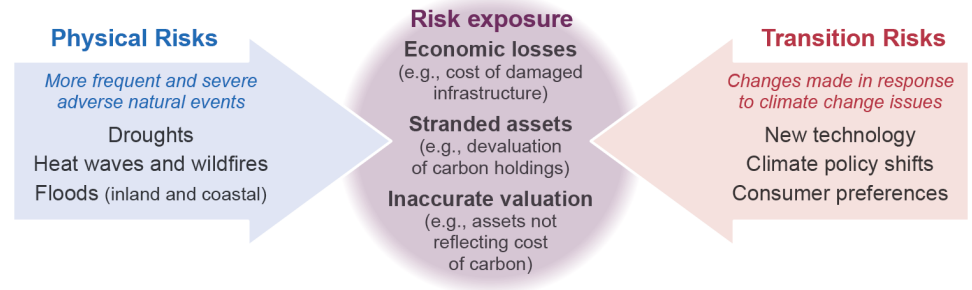 Physical Risks
More frequent and severe
adverse natural events
Droughts
Heat waves and wildfires
Floods (inland and coastal)
Risk exposure
Economic losses
(e.g., cost of damaged
infrastructure)
Stranded assets
(e.g., devaluation
of carbon holdings)
Inaccurate valuation
(e.g., assets not
reflecting cost
of carbon)
Transition Risks
Changes made in response
to climate change issues
New technology
Climate policy shifts
Consumer preferences